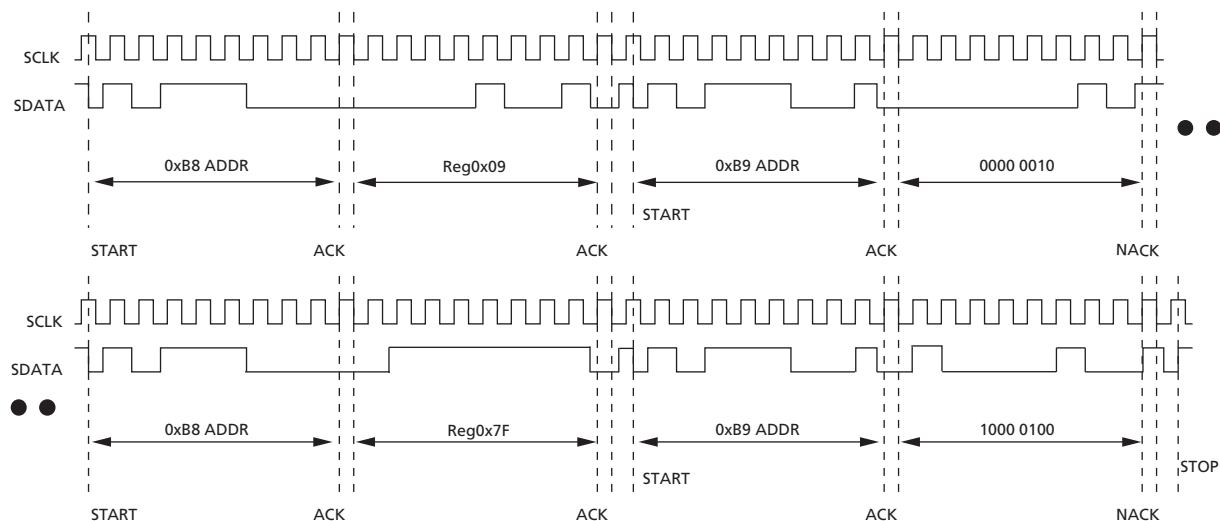 SCLK
SDATA
0xB8 ADDR Reg0x09 0xB9 ADDR 0000 0010
START
START ACK ACK ACK NACK
SCLK
SDATA
0xB8 ADDR Reg0x7F 0xB9 ADDR 1000 0100
START STOP
START ACK ACK ACK NACK